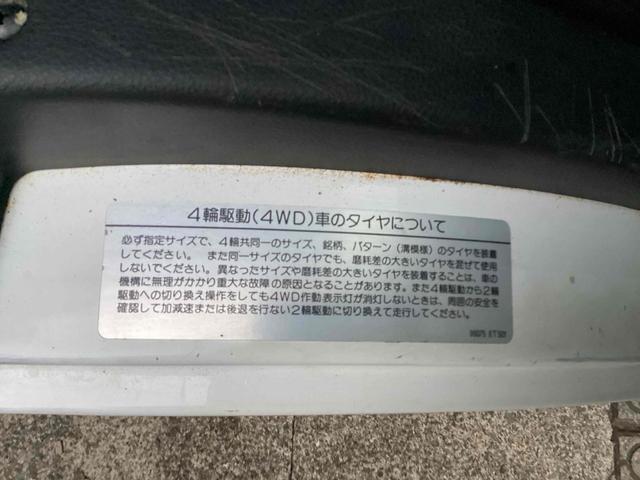 4輪駆動(4WD)車のタイヤについて
必ず指定サイズで、4輪共同一のサイズ、銘柄、パターン(溝模様)のタイヤを装着
してください。また同一サイズのタイヤでも、磨耗差の大きいタイヤを混ぜて使用
しないでください。異なったサイズや磨耗差の大きいタイヤを装着することは、車の
機構に無理がかかり重大な故障の原因となることがあります。また4輪駆動から2輪
駆動への切り換え操作をしても4WD作動表示灯が消灯しないときは、周囲の安全を
確認して加減速または後退を行ない2輪駆動に切り換えて走行してください。